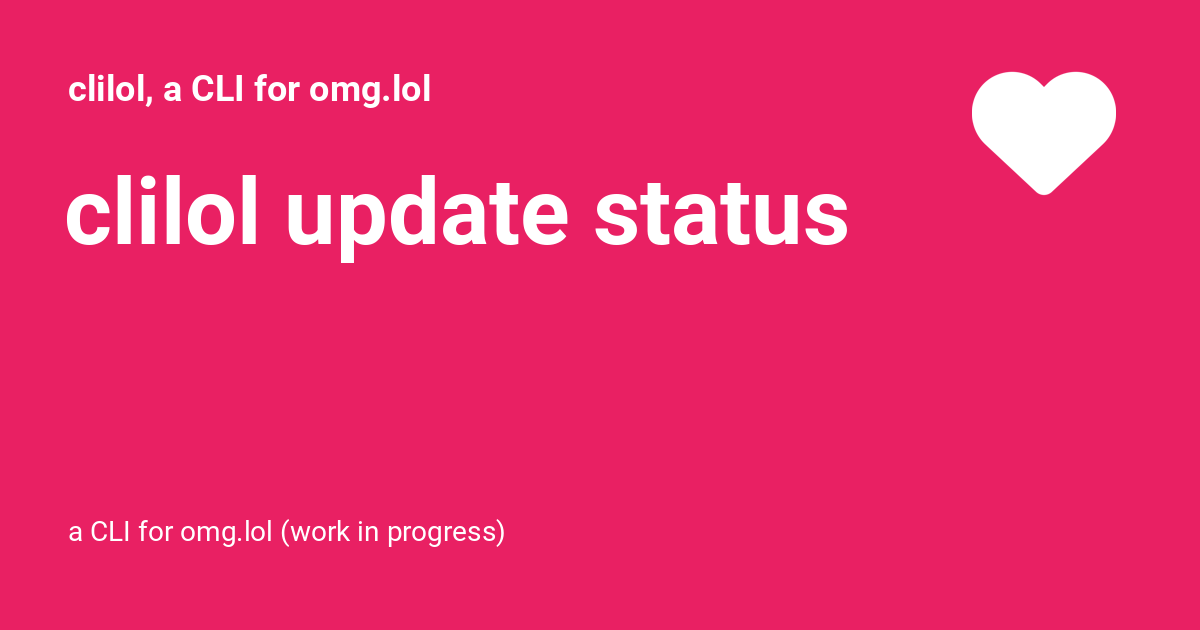 clilol, a CLI for omg.lol
clilol update status
a CLI for omg.lol (work in progress)